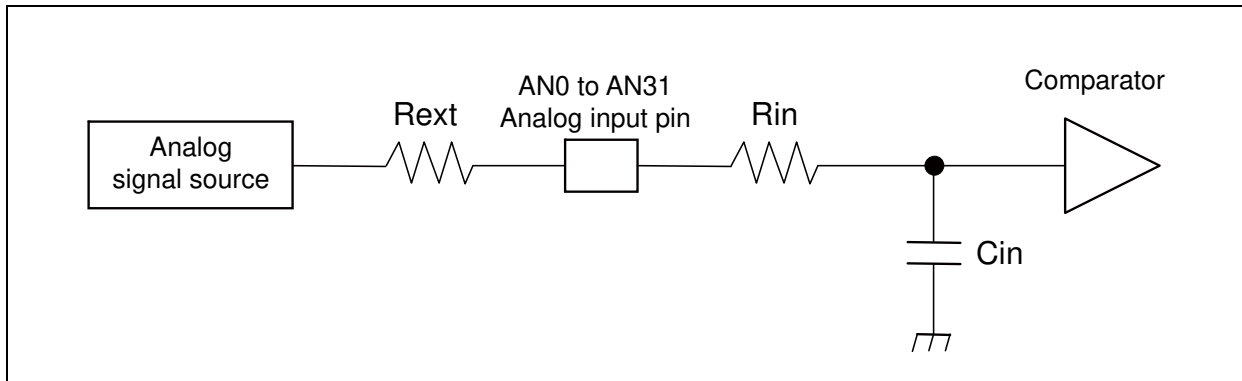 Analog
signal source
Rext
AN0 to AN31
Analog input pin
Rin
Comparator
Cin